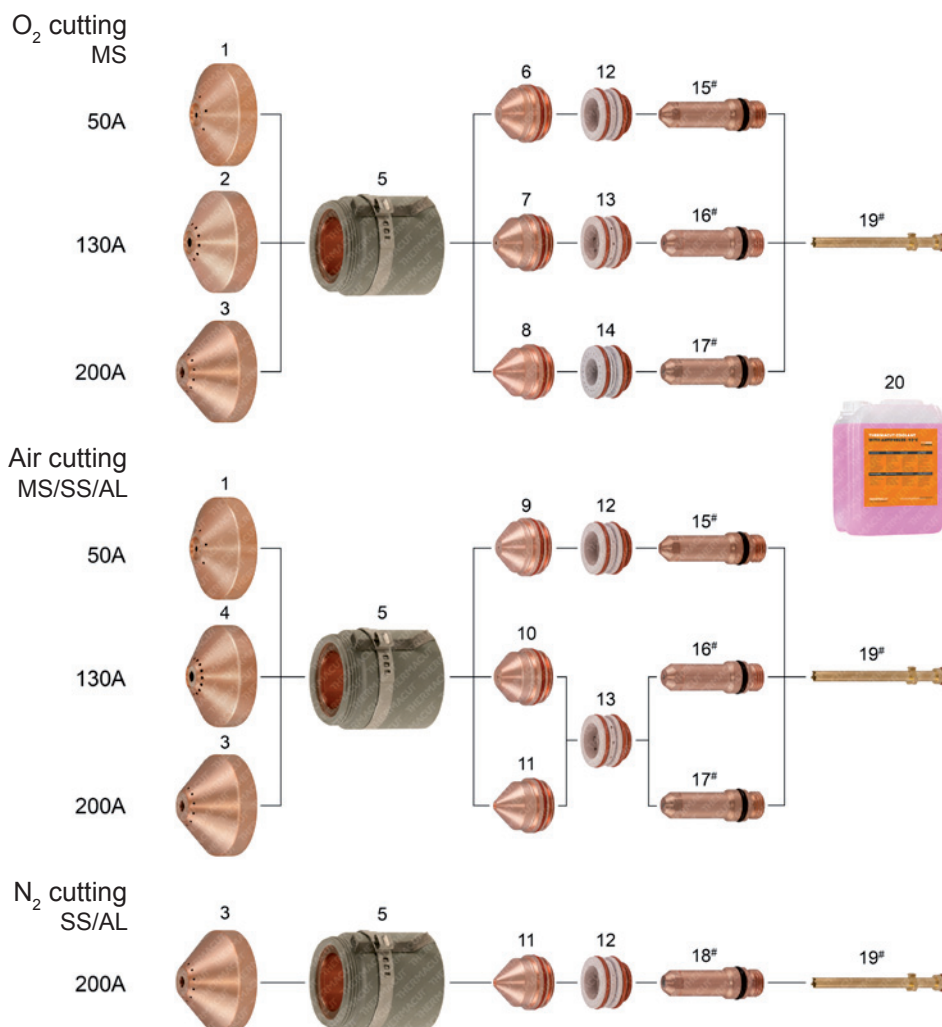 O₂ cutting
MS
1
6 12 15#
50A
2
5
7 13 16#
19#
130A
3
8 14 17#
200A
20
Air cutting
MS/SS/AL
1
9 12 15#
50A
4
5
10
16#
19#
130A
13
3
11
17#
200A
N₂ cutting
SS/AL
3 5 11 12 18# 19#
200A